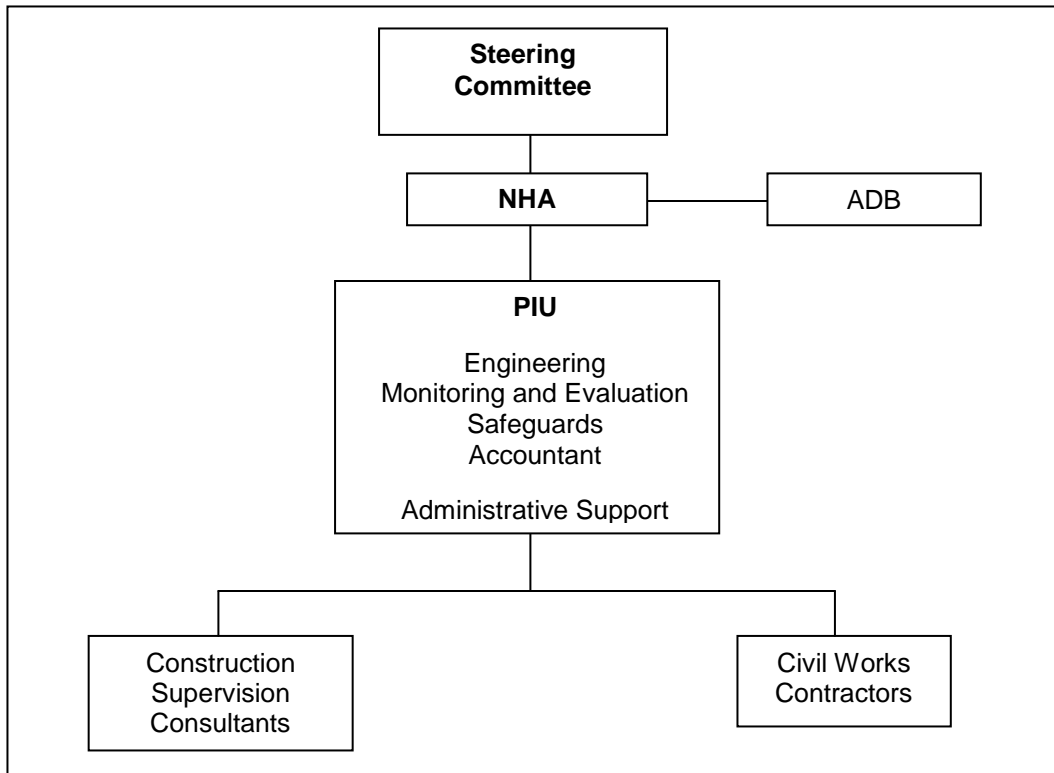 Steering
Committee
NHA
ADB
PIU
Engineering
Monitoring and Evaluation
Safeguards
Accountant
Administrative Support
Construction
Supervision
Consultants
Civil Works
Contractors